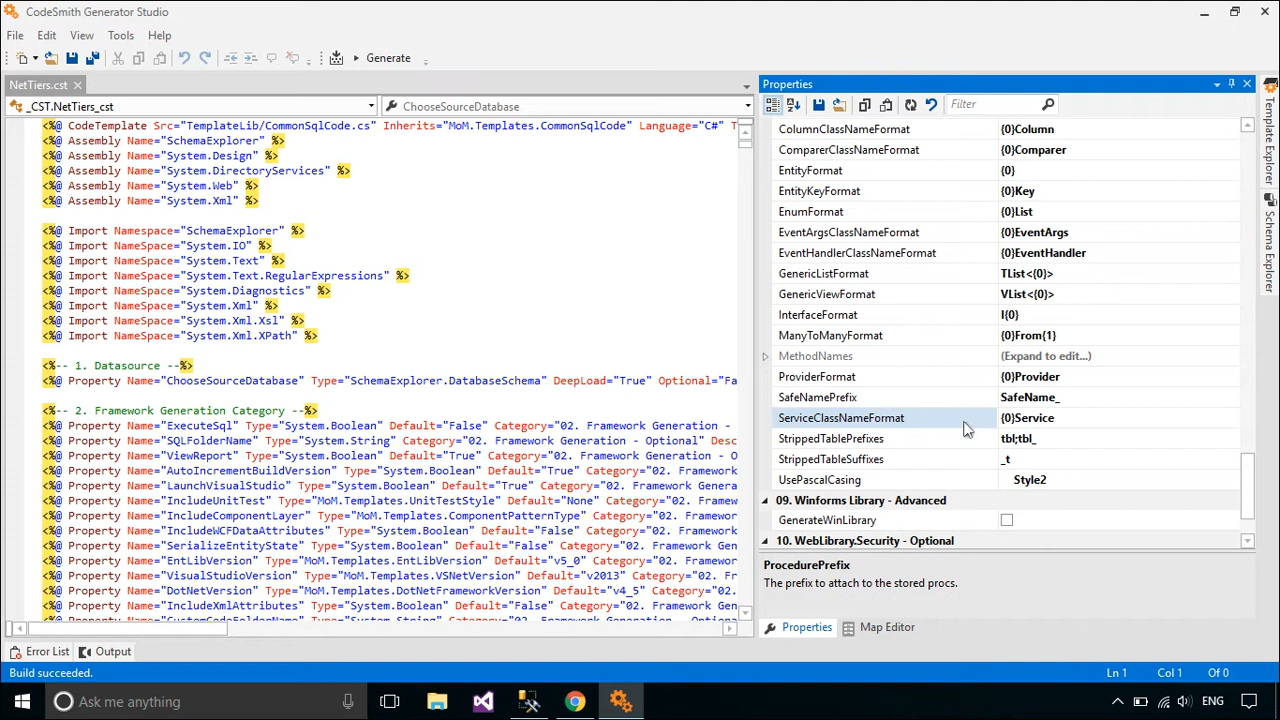 CodeSmith Generator Studio
File Edit View Tools Help
Generate
NetTiers.cst
_CST.NetTiers_cst ChooseSourceDatabase
<%@ CodeTemplate Src="TemplateLib/CommonSqlCode.cs" Inherits="MoM.Templates.CommonSqlCode" Language="C#" T
<%@ Assembly Name="SchemaExplorer" %>
<%@ Assembly Name="System.Design" %>
<%@ Assembly Name="System.DirectoryServices" %>
<%@ Assembly Name="System.Web" %>
<%@ Assembly Name="System.Xml" %>
<%@ Import Namespace="SchemaExplorer" %>
<%@ Import NameSpace="System.IO" %>
<%@ Import NameSpace="System.Text" %>
<%@ Import NameSpace="System.Text.RegularExpressions" %>
<%@ Import NameSpace="System.Diagnostics" %>
<%@ Import NameSpace="System.Xml" %>
<%@ Import NameSpace="System.Xml.Xsl" %>
<%@ Import NameSpace="System.Xml.XPath" %>
<%-- 1. Datasource --%>
<%@ Property Name="ChooseSourceDatabase" Type="SchemaExplorer.DatabaseSchema" DeepLoad="True" Optional="Fa
<%-- 2. Framework Generation Category --%>
<%@ Property Name="ExecuteSql" Type="System.Boolean" Default="False" Category="02. Framework Generation -
<%@ Property Name="SQLFolderName" Type="System.String" Category="02. Framework Generation - Optional" Desc
<%@ Property Name="ViewReport" Type="System.Boolean" Default="True" Category="02. Framework Generation - O
<%@ Property Name="AutoIncrementBuildVersion" Type="System.Boolean" Default="True" Category="02. Framework
<%@ Property Name="LaunchVisualStudio" Type="System.Boolean" Default="True" Category="02. Framework Genera
<%@ Property Name="IncludeUnitTest" Type="MoM.Templates.UnitTestStyle" Default="None" Category="02. Framew
<%@ Property Name="IncludeComponentLayer" Type="MoM.Templates.ComponentPatternType" Category="02. Framewor
<%@ Property Name="IncludeWCFDataAttributes" Type="System.Boolean" Default="False" Category="02. Framework
<%@ Property Name="SerializeEntityState" Type="System.Boolean" Default="False" Category="02. Framework Gen
<%@ Property Name="EntLibVersion" Type="MoM.Templates.EntLibVersion" Default="v5_0" Category="02. Framewor
<%@ Property Name="VisualStudioVersion" Type="MoM.Templates.VSNetVersion" Default="v2013" Category="02. Fr
<%@ Property Name="DotNetVersion" Type="MoM.Templates.DotNetFrameworkVersion" Default="v4_5" Category="02.
<%@ Property Name="IncludeXmlAttributes" Type="System.Boolean" Default="False" Category="02. Framework Gen
<%@ Property Name="CustomCodeFolderName" Type="System.String" Category="02. Framework Generation - Optiona
Properties
Filter
ColumnClassNameFormat {0}Column
ComparerClassNameFormat {0}Comparer
EntityFormat {0}
EntityKeyFormat {0}Key
EnumFormat {0}List
EventArgsClassNameFormat {0}EventArgs
EventHandlerClassNameFormat {0}EventHandler
GenericListFormat TList<{0}>
GenericViewFormat VList<{0}>
InterfaceFormat I{0}
ManyToManyFormat {0}From{1}
MethodNames (Expand to edit...)
ProviderFormat {0}Provider
SafeNamePrefix SafeName_
ServiceClassNameFormat {0}Service
StrippedTablePrefixes tbl;tbl_
StrippedTableSuffixes _t
UsePascalCasing Style2
09. Winforms Library - Advanced
GenerateWinLibrary
10. WebLibrary.Security - Optional
ProcedurePrefix
The prefix to attach to the stored procs.
Properties Map Editor
Template Explorer
Schema Explorer
Error List Output
Build succeeded. Ln 1 Col 1 Of 0
Ask me anything ENG